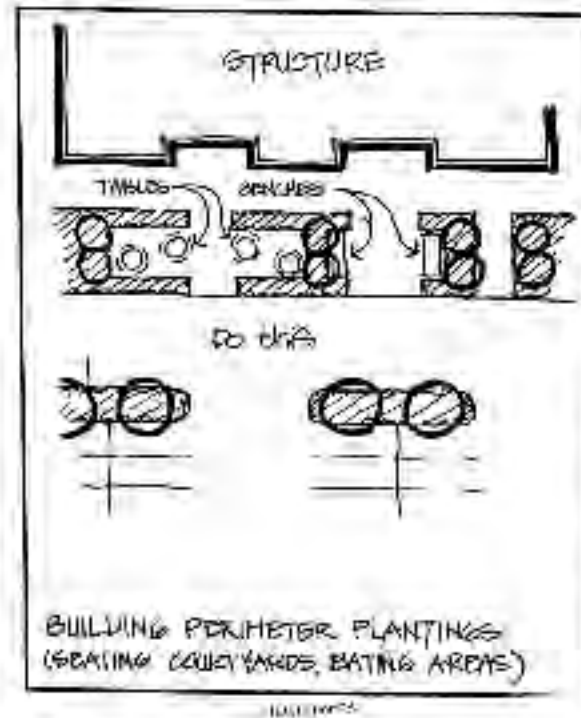 STRUCTURE
TABLES BENCHES
DO this
BUILDING PERIMETER PLANTINGS
(SEATING COURTYARDS, EATING AREAS)